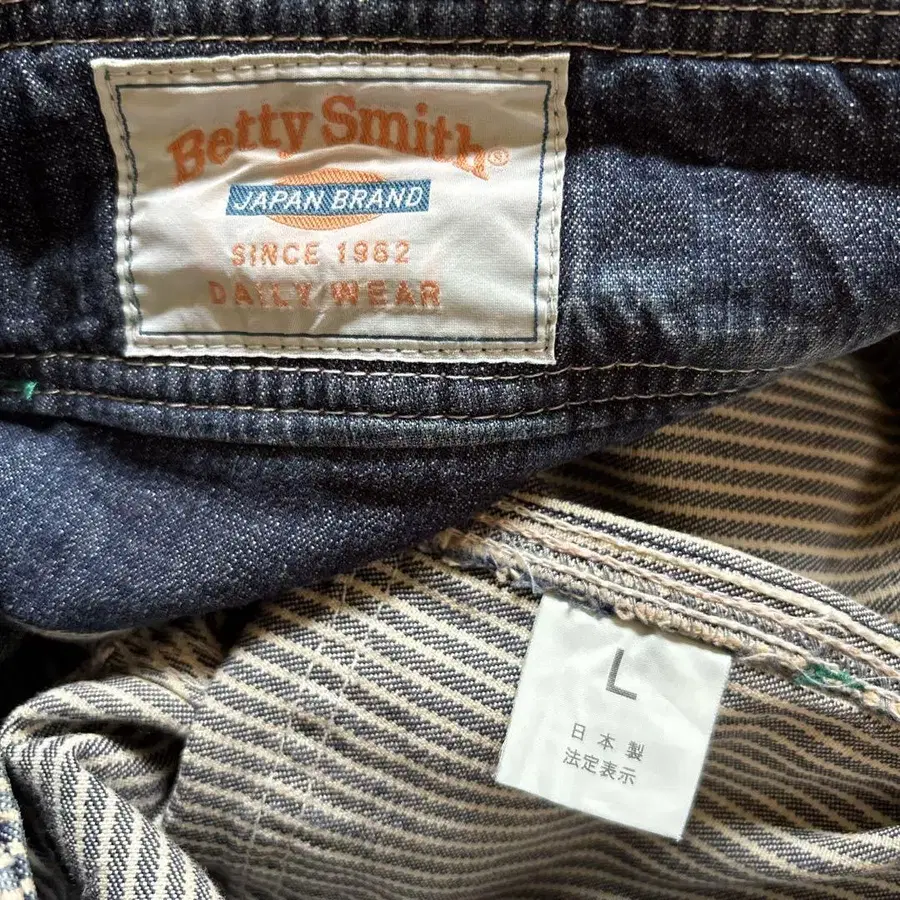 Betty Smith®
JAPAN BRAND
SINCE 1962
DAILY WEAR
L
日本製
法定表示